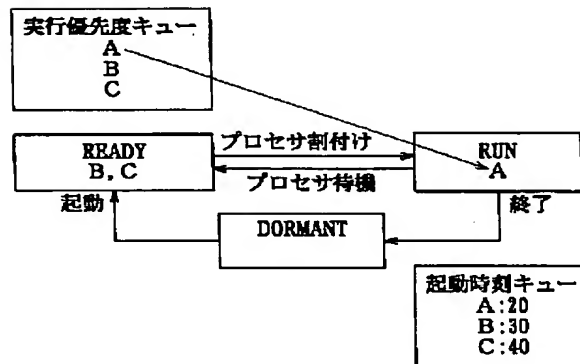 実行優先度キュー
A
B
C
プロセサ割付け
READY
B, C
RUN
A
プロセサ待機
起動
終了
DORMANT
起動時刻キュー
A:20
B:30
C:40